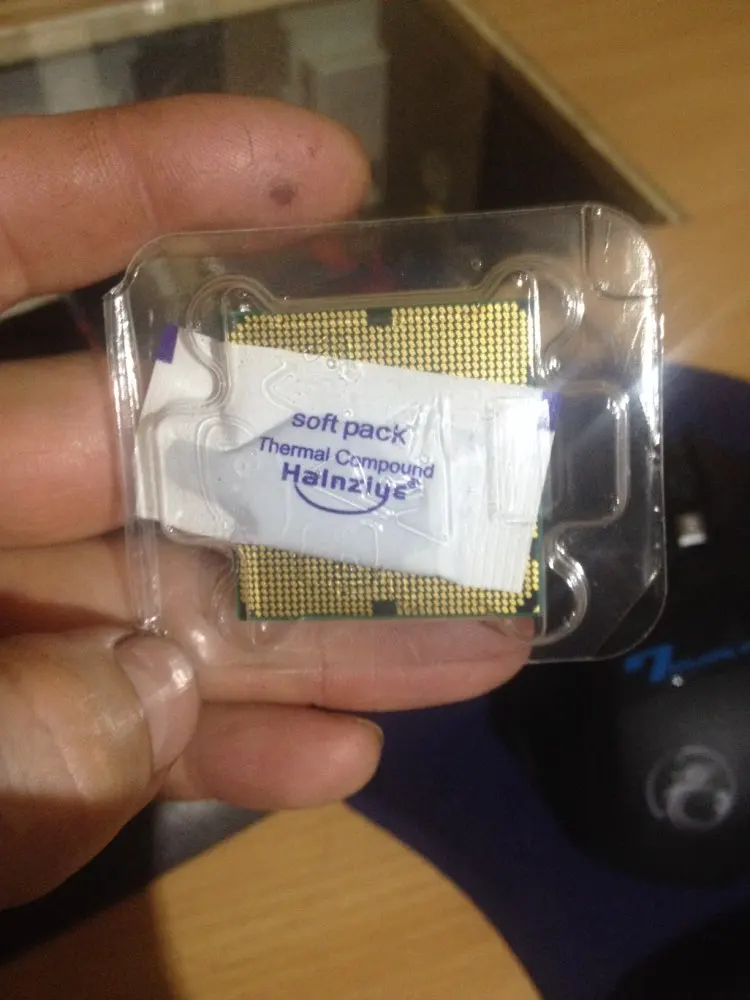 soft pack
Thermal Compound
Halnziye